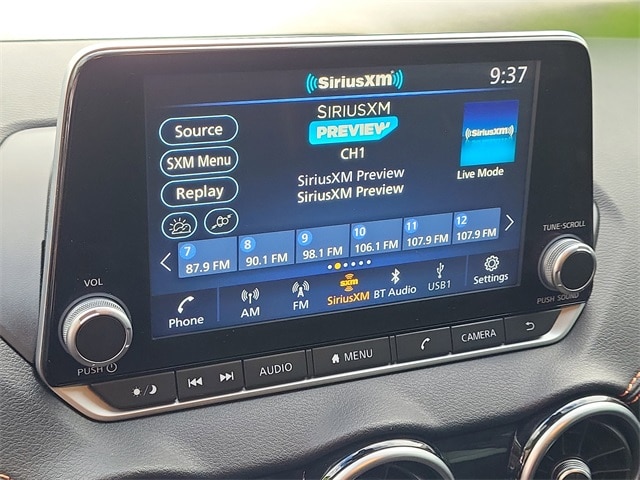 ((SiriusXM))
9:37
SIRIUSXM
PREVIEW
CH1
SiriusXM Preview
SiriusXM Preview
Source
SXM Menu
Replay
((SiriusXM))
Live Mode
7 87.9 FM
8 90.1 FM
9 98.1 FM
10 106.1 FM
11 107.9 FM
12 107.9 FM
Phone
AM
FM
sxm
SiriusXM
BT Audio
USB1
Settings
VOL
PUSH
TUNE·SCROLL
PUSH SOUND
AUDIO
MENU
CAMERA